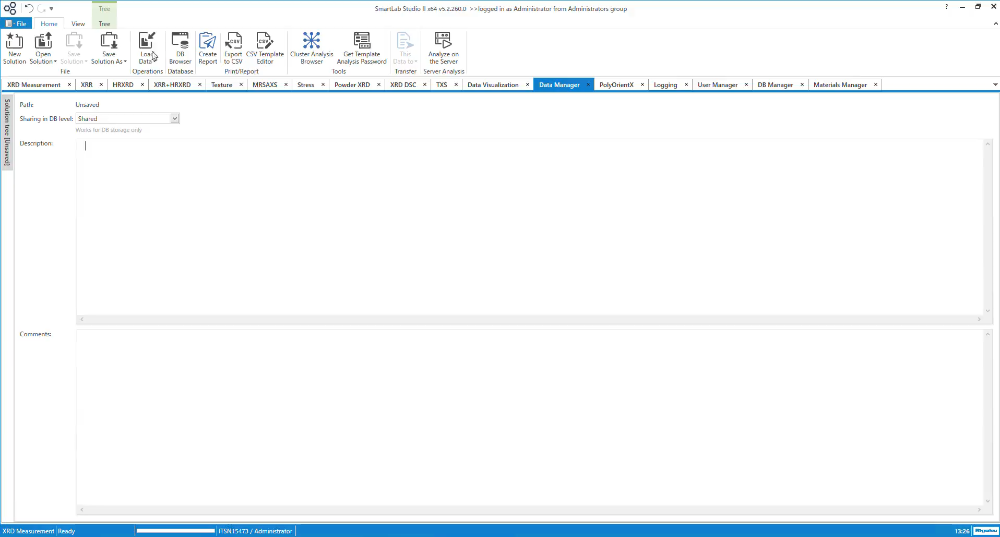 Tree
SmartLab Studio II x64 v5.2.260.0 >>logged in as Administrator from Administrators group
?
File
Home
View
Tree
New Solution
Open Solution
Save Solution
Save Solution As
Load Data
DB Browser
Create Report
CSV
Export to CSV
CSV
CSV Template Editor
Cluster Analysis Browser
Get Template Analysis Password
This Data to
Analyze on the Server
File
Operations
Database
Print/Report
Tools
Transfer
Server Analysis
XRD Measurement
XRR
HRXRD
XRR+HRXRD
Texture
MRSAXS
Stress
Powder XRD
XRD DSC
TXS
Data Visualization
Data Manager
PolyOrientX
Logging
User Manager
DB Manager
Materials Manager
Solution tree [Unsaved]
Path: Unsaved
Sharing in DB level: Shared
Works for DB storage only
Description:
Comments:
XRD Measurement Ready ITSN15473 / Administrator 13:26 Rigaku